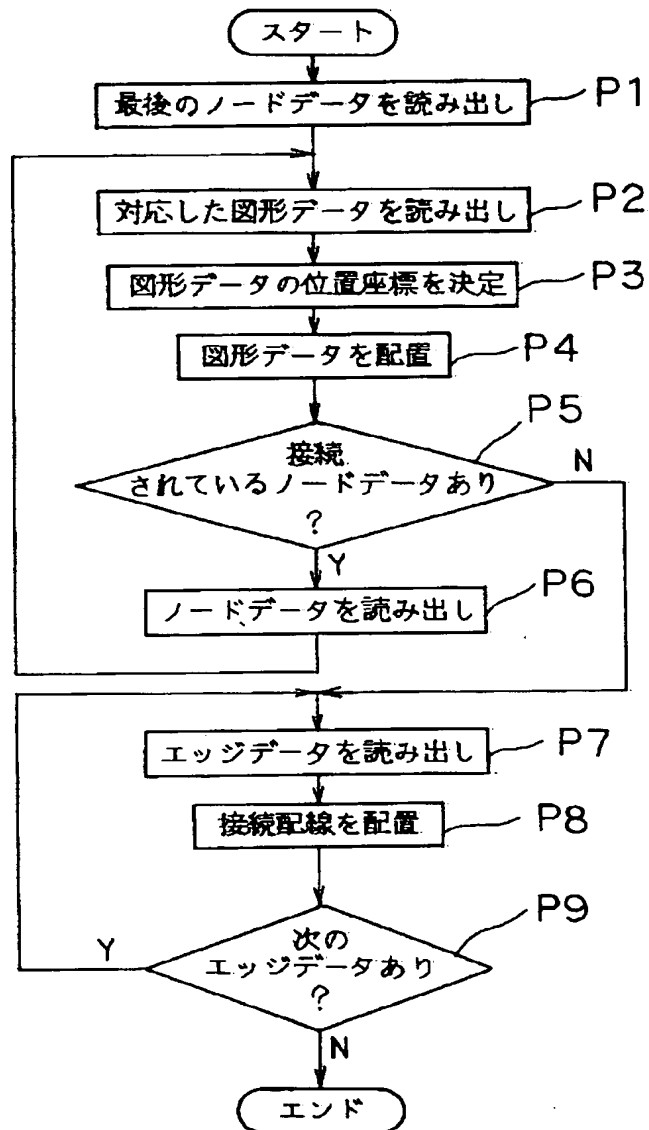 スタート
最後のノードデータを読み出し
P1
対応した図形データを読み出し
P2
図形データの位置座標を決定
P3
図形データを配置
P4
接続
されているノードデータあり
?
P5
N
Y
ノードデータを読み出し
P6
エッジデータを読み出し
P7
接続配線を配置
P8
次の
エッジデータあり
?
P9
Y
N
エンド